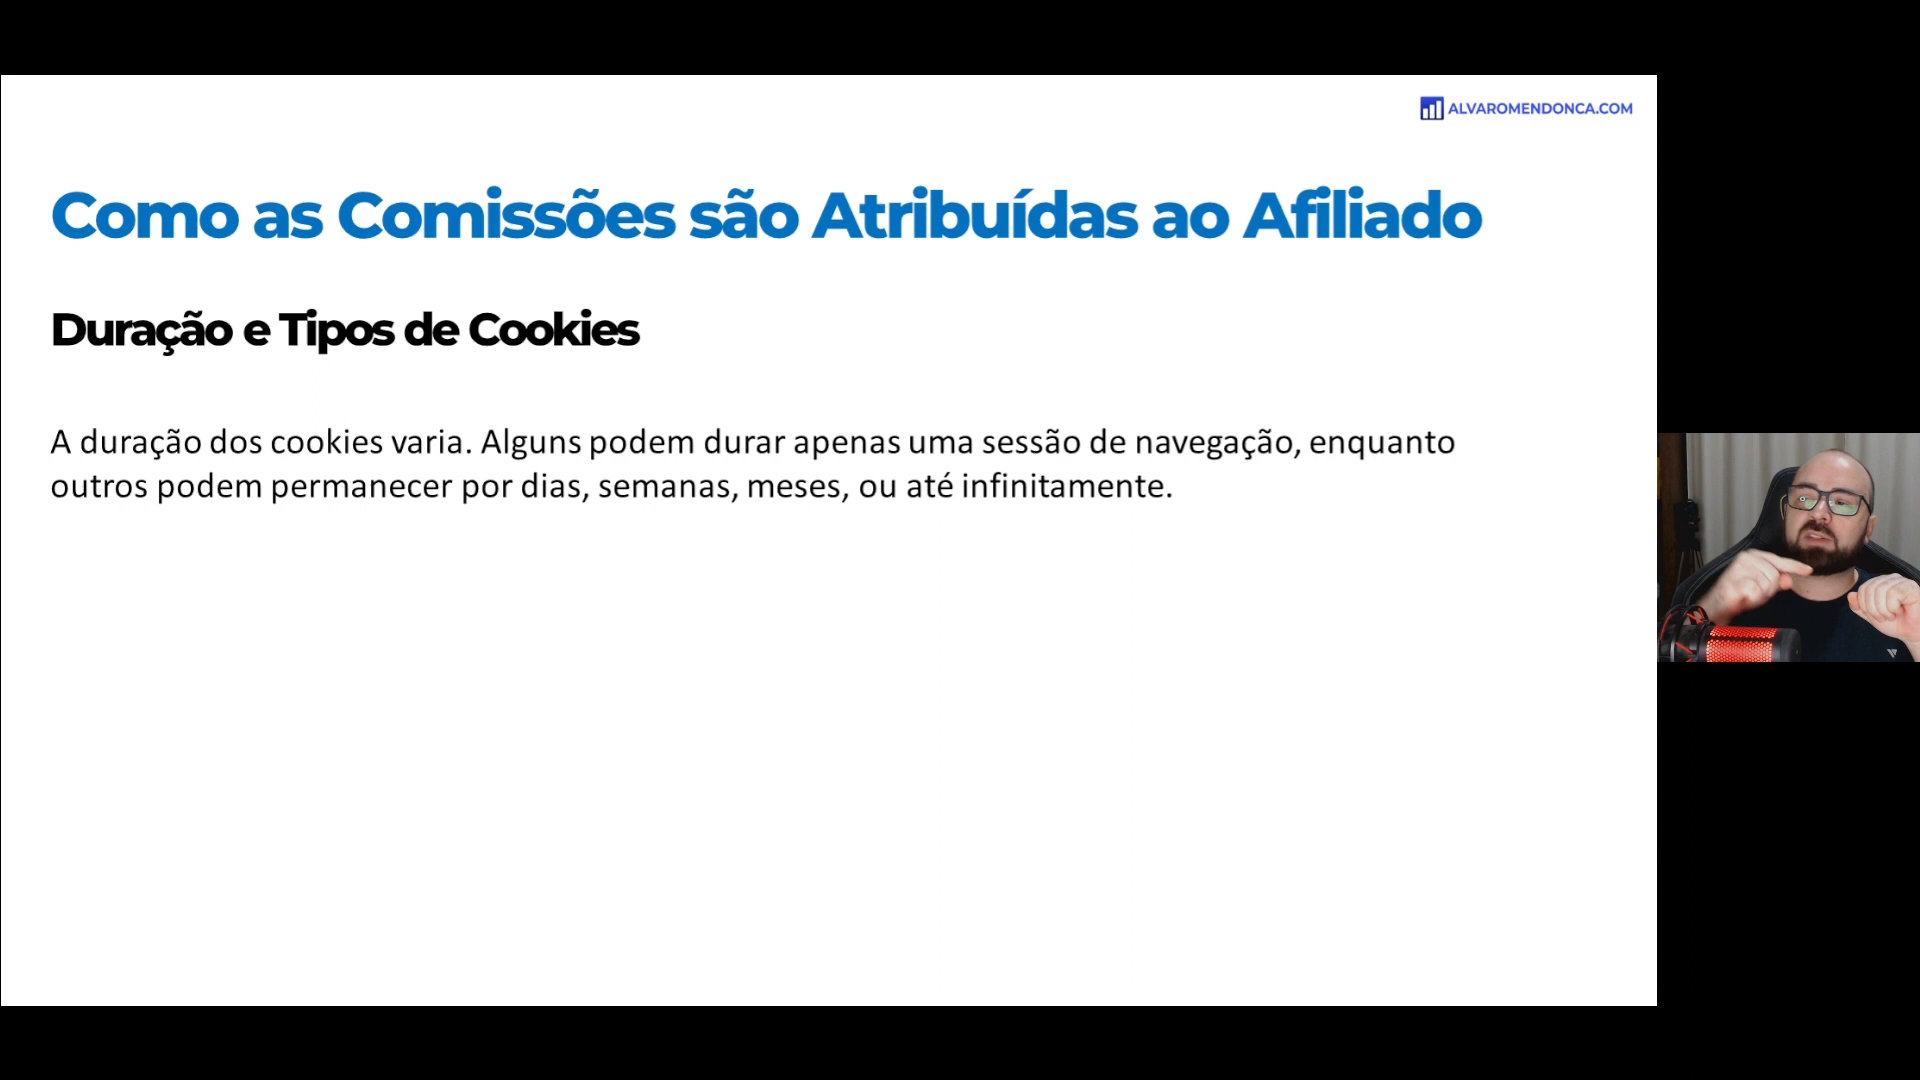 ALVAROMENDONCA.COM
Como as Comissões são Atribuídas ao Afiliado
Duração e Tipos de Cookies
A duração dos cookies varia. Alguns podem durar apenas uma sessão de navegação, enquanto
outros podem permanecer por dias, semanas, meses, ou até infinitamente.